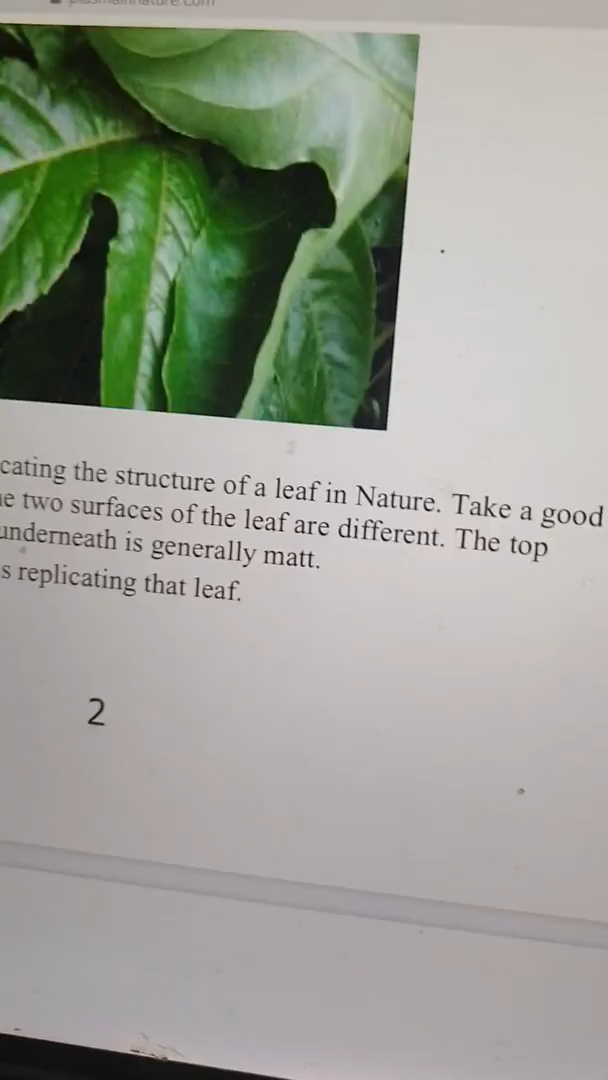 cating the structure of a leaf in Nature. Take a good
two surfaces of the leaf are different. The top
underneath is generally matt.
s replicating that leaf.
2